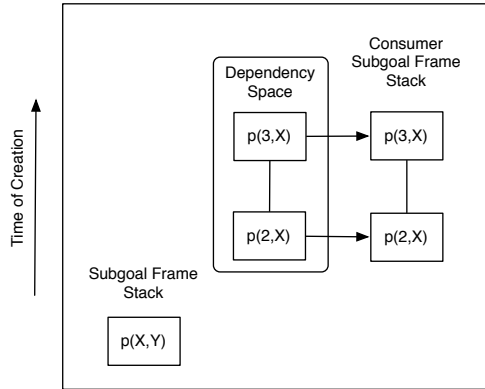 Consumer
Subgoal Frame
Stack
Dependency
Space
p(3,X)
p(3,X)
p(2,X)
p(2,X)
Time of Creation
Subgoal Frame
Stack
p(X,Y)